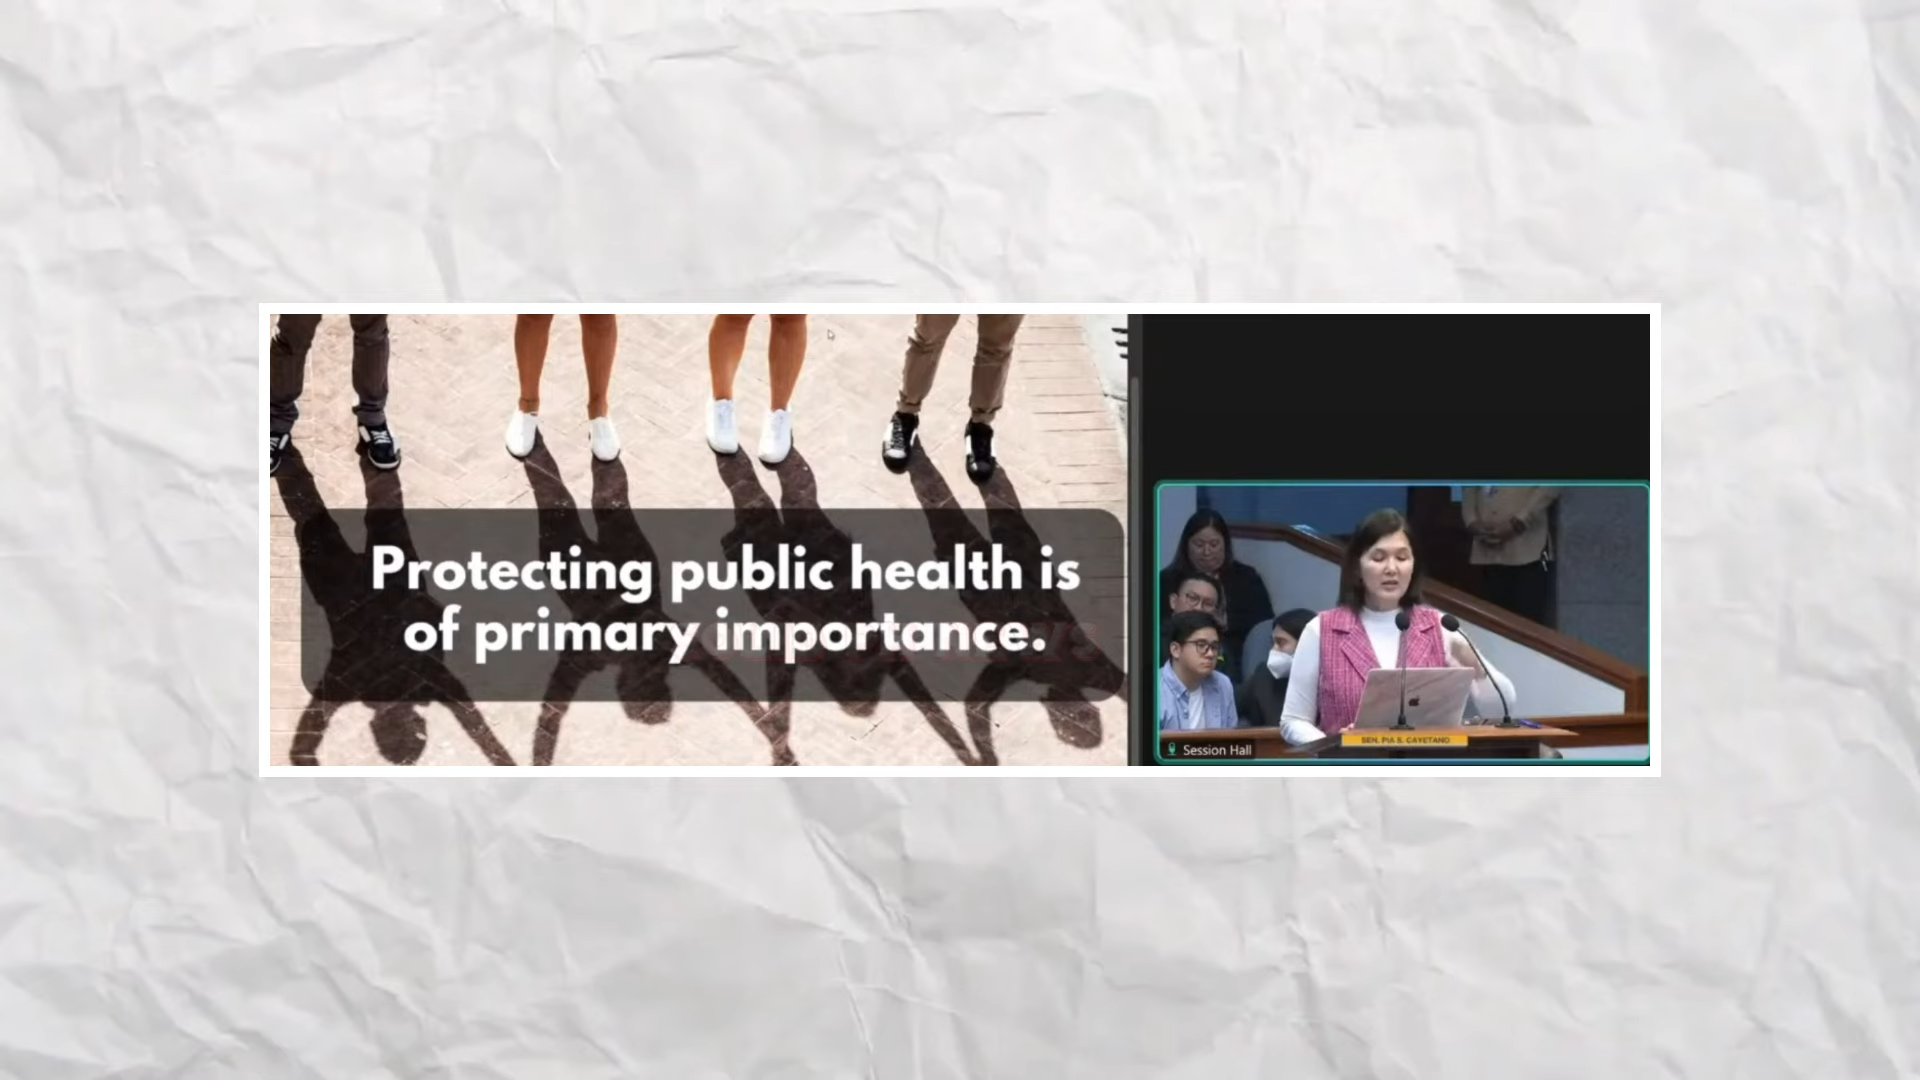 Protecting public health is
of primary importance.
SEN. PIA S. CAYETANO
Session Hall